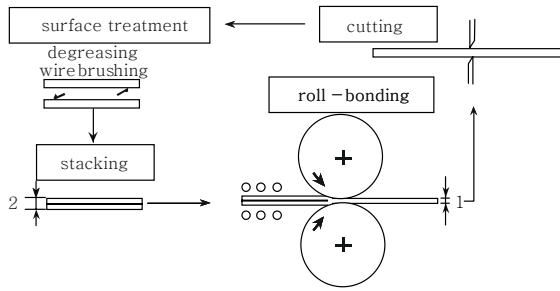 surface treatment
cutting
degreasing
wire brushing
roll-bonding
stacking
2
1